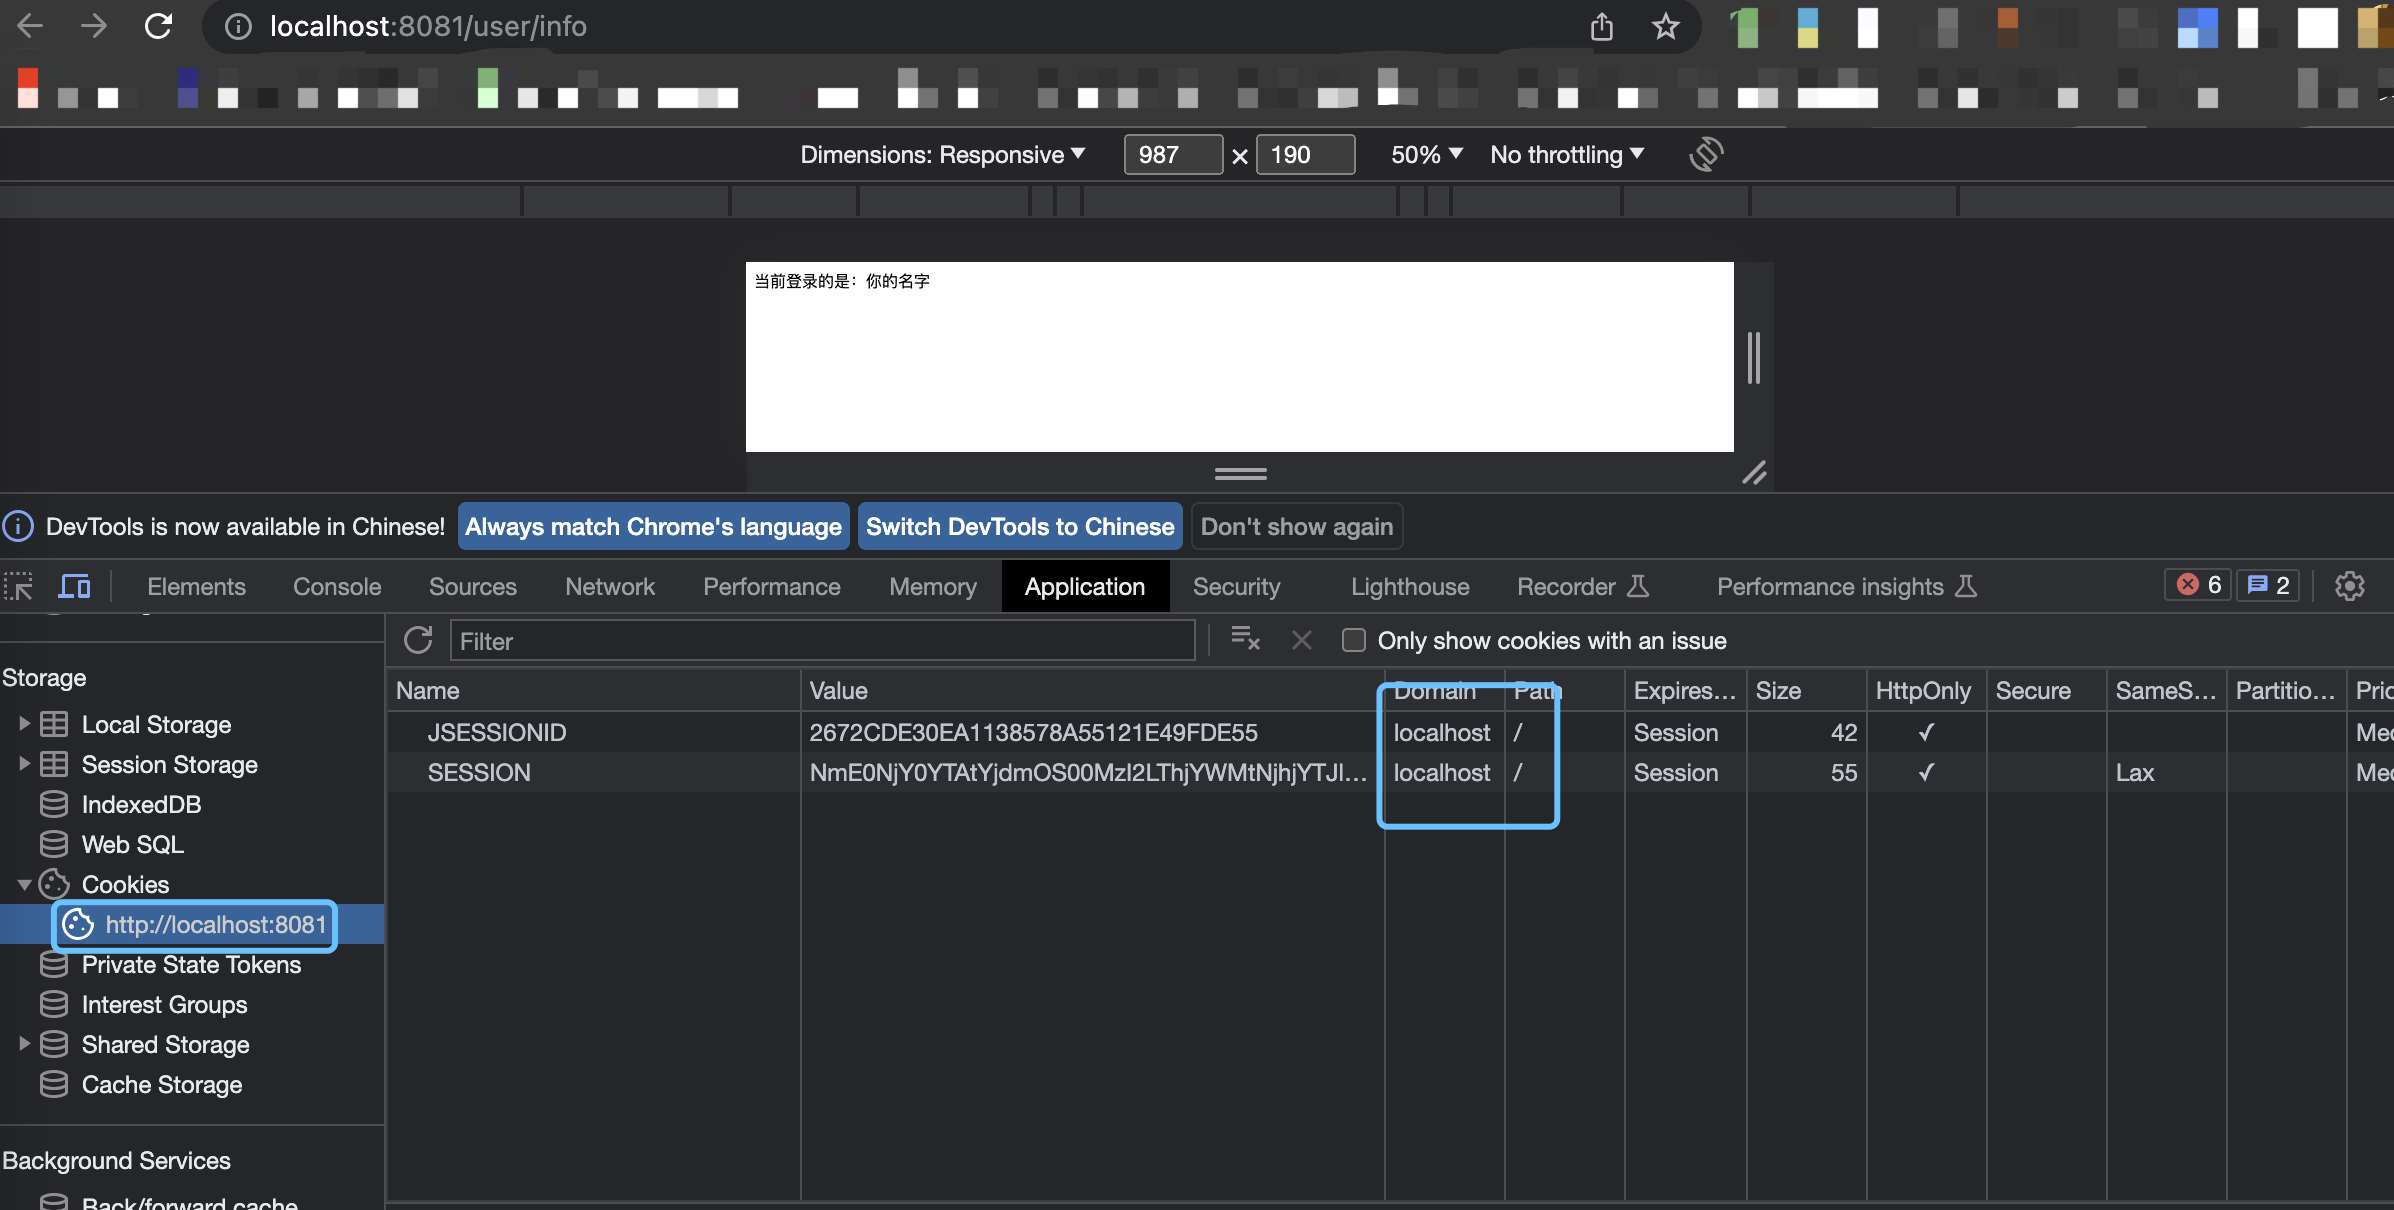 localhost:8081/user/info
Dimensions: Responsive ▼ 987 × 190 50% ▼ No throttling ▼
当前登录的是：你的名字
DevTools is now available in Chinese! Always match Chrome's language Switch DevTools to Chinese Don't show again
Elements Console Sources Network Performance Memory Application Security Lighthouse Recorder Performance insights 6 2
Filter Only show cookies with an issue
Storage
Local Storage
Session Storage
IndexedDB
Web SQL
Cookies
http://localhost:8081
Private State Tokens
Interest Groups
Shared Storage
Cache Storage
Background Services
Back/forward cache
Name Value Domain Path Expires... Size HttpOnly Secure SameS... Partitio... Pric
JSESSIONID 2672CDE30EA1138578A55121E49FDE55 localhost / Session 42 ✓ Med
SESSION NmE0NjY0YTAtYjdmOS00MzI2LThjYWMtNjhjYTJl... localhost / Session 55 ✓ Lax Med